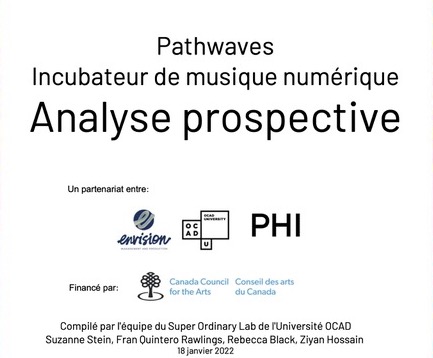 Pathwaves
Incubateur de musique numérique
Analyse prospective
Un partenariat entre:
envision
OCAD UNIVERSITY
OC
AD
U
PHI
Financé par:
Canada Council for the Arts
Conseil des arts du Canada
Compilé par l'équipe du Super Ordinary Lab de l'Université OCAD
Suzanne Stein, Fran Quintero Rawlings, Rebecca Black, Ziyan Hossain
18 janvier 2022